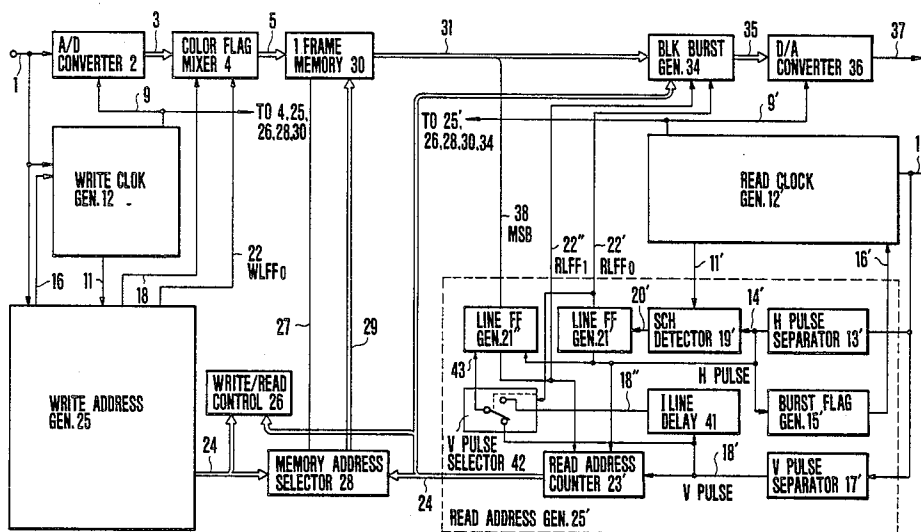 3
5
31
35
37
A/D
CONVERTER 2
COLOR FLAG
MIXER 4
1 FRAME
MEMORY 30
BLK BURST
GEN.34
D/A
CONVERTER 36
1
9
TO 4,25,
26,28,30
TO 25'
26,28,30,34
9'
WRITE CLOK
GEN.12
READ CLOCK
GEN.12'
1
38
MSB
22"
RLFF1
22'
RLFF0
16
11
18
22
WLFF0
11'
16'
27
29
LINE FF
GEN.21"
LINE FF
GEN.21'
20'
SCH
DETECTOR 19'
14'
H PULSE
SEPARATOR 13'
43
H PULSE
WRITE ADDRESS
GEN.25
WRITE/READ
CONTROL 26
18"
1 LINE
DELAY 41
BURST FLAG
GEN.15'
V PULSE
SELECTOR 42
24
MEMORY ADDRESS
SELECTOR 28
24
READ ADDRESS
COUNTER 23'
18'
V PULSE
V PULSE
SEPARATOR 17'
READ ADDRESS GEN.25'